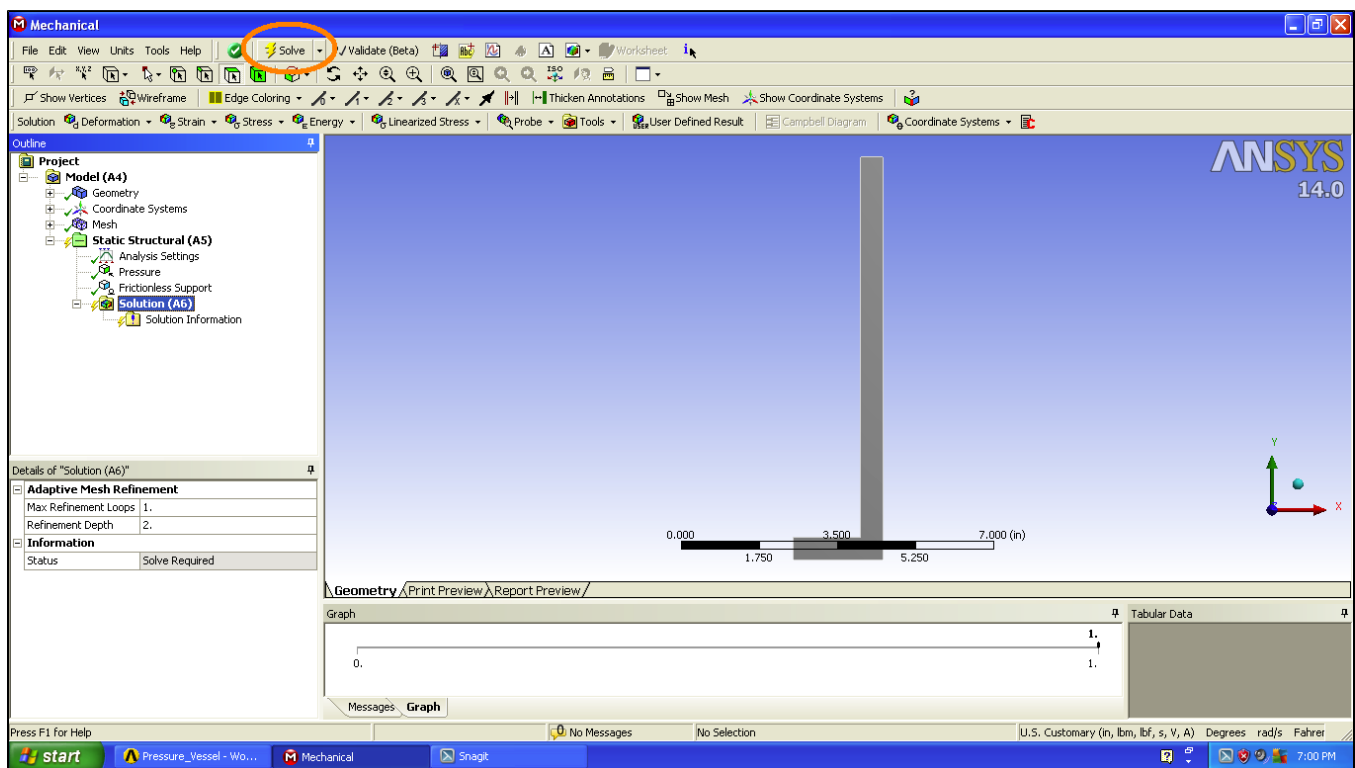 Mechanical
File Edit View Units Tools Help Solve Validate (Beta) Worksheet
Show Vertices Wireframe Edge Coloring Thicken Annotations Show Mesh Show Coordinate Systems
Solution Deformation Strain Stress Energy Linearized Stress Probe Tools User Defined Result Campbell Diagram Coordinate Systems
Outline
Project
Model (A4)
Geometry
Coordinate Systems
Mesh
Static Structural (A5)
Analysis Settings
Pressure
Frictionless Support
Solution (A6)
Solution Information
ANSYS
14.0
Details of "Solution (A6)"
Adaptive Mesh Refinement
Max Refinement Loops 1.
Refinement Depth 2.
Information
Status Solve Required
Y
X
0.000 3.500 7.000 (in)
1.750 5.250
Geometry Print Preview Report Preview
Graph
1.
0. 1.
Messages Graph
Tabular Data
Press F1 for Help No Messages No Selection U.S. Customary (in, lbm, lbf, s, V, A) Degrees rad/s Fahrer
start Pressure_Vessel - Wo... Mechanical Snagit 7:00 PM